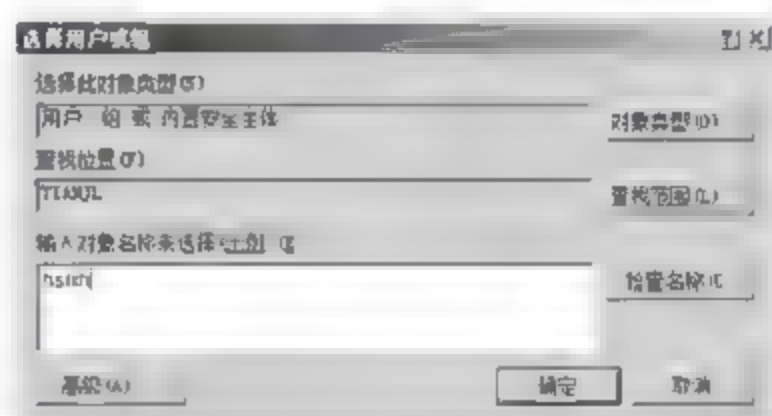 选择用户或组
选择此对象类型(S)
用户、组 或 内置安全主体
对象类型(O)
查找位置(F)
查找范围(L)
输入对象名称来选择(示例)(E)
检查名称(C)
高级(A)
确定
取消